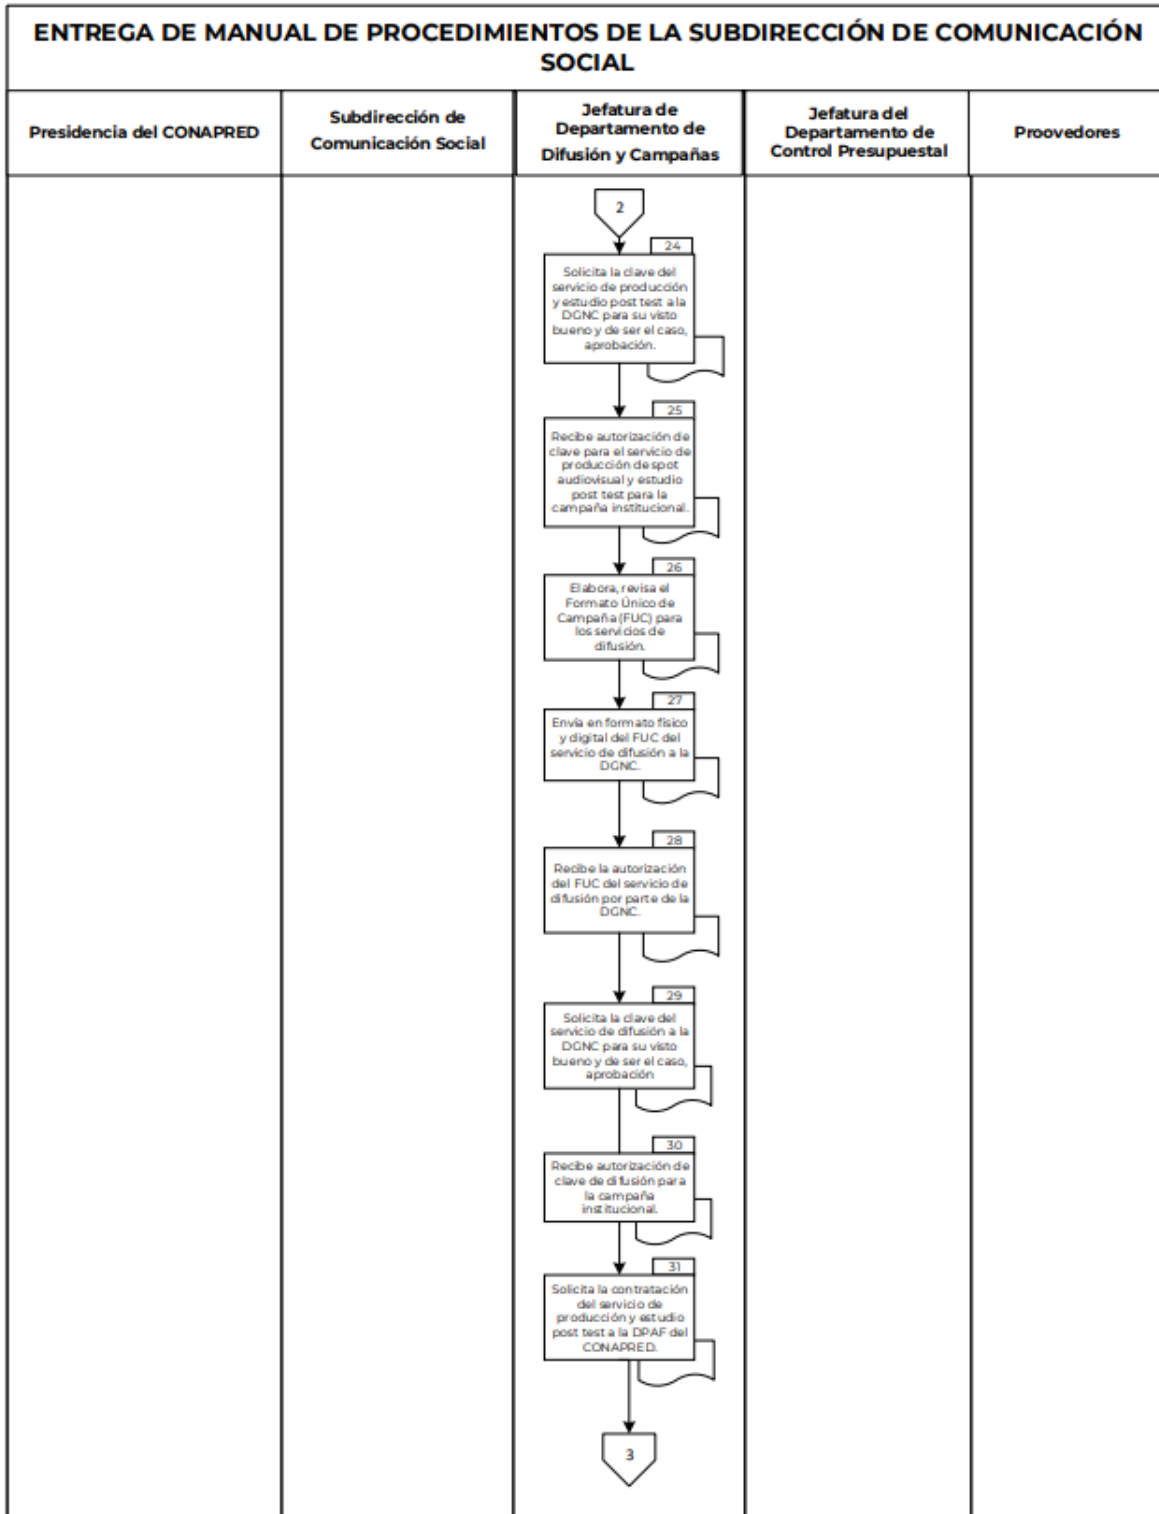 ENTREGA DE MANUAL DE PROCEDIMIENTOS DE LA SUBDIRECCIÓN DE COMUNICACIÓN
SOCIAL
Presidencia del CONAPRED
Subdirección de
Comunicación Social
Jefatura de
Departamento de
Difusión y Campañas
Jefatura del
Departamento de
Control Presupuestal
Proovedores
2
24
Solicita la clave del
servicio de producción
y estudio post test a la
DGNC para su visto
bueno y de ser el caso,
aprobación.
25
Recibe autorización de
clave para el servicio de
producción de spot
audiovisual y estudio
post test para la
campaña institucional.
26
Elabora, revisa el
Formato Único de
Campaña (FUC) para
los servicios de
difusión.
27
Envía en formato físico
y digital del FUC del
servicio de difusión a la
DGNC.
28
Recibe la autorización
del FUC del servicio de
difusión por parte de la
DGNC.
29
Solicita la clave del
servicio de difusión a la
DGNC para su visto
bueno y de ser el caso,
aprobación
30
Recibe autorización de
clave de difusión para
la campaña
institucional.
31
Solicita la contratación
del servicio de
producción y estudio
post test a la DPAF del
CONAPRED.
3